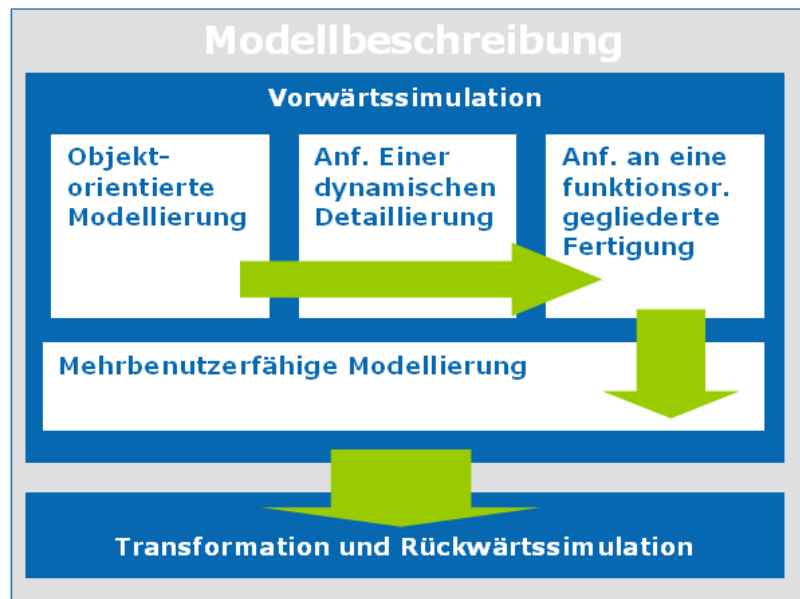 Modellbeschreibung
Vorwärtssimulation
Objekt-
orientierte
Modellierung
Anf. Einer
dynamischen
Detaillierung
Anf. an eine
funktionsor.
gegliederte
Fertigung
Mehrbenutzerfähige Modellierung
Transformation und Rückwärtssimulation